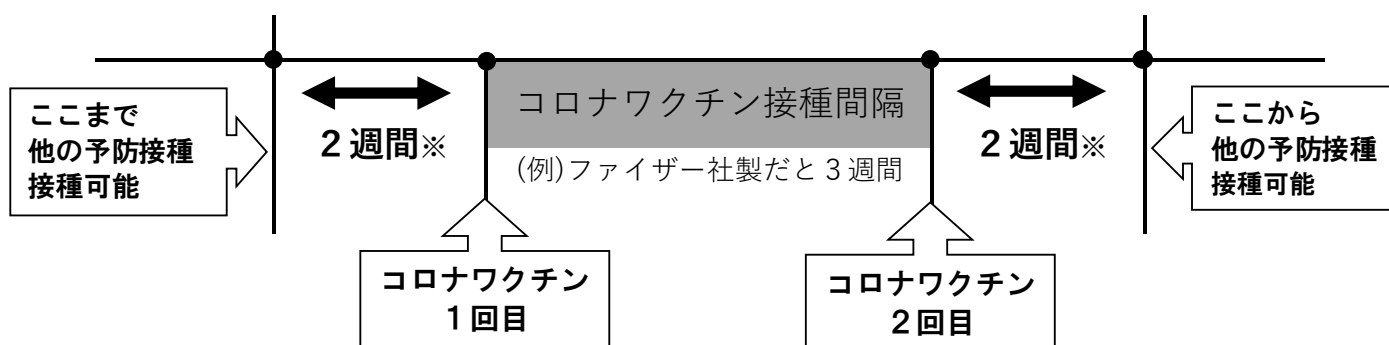 ここまで
他の予防接種
接種可能
２週間※
コロナワクチン接種間隔
(例)ファイザー社製だと３週間
２週間※
ここから
他の予防接種
接種可能
コロナワクチン
１回目
コロナワクチン
２回目